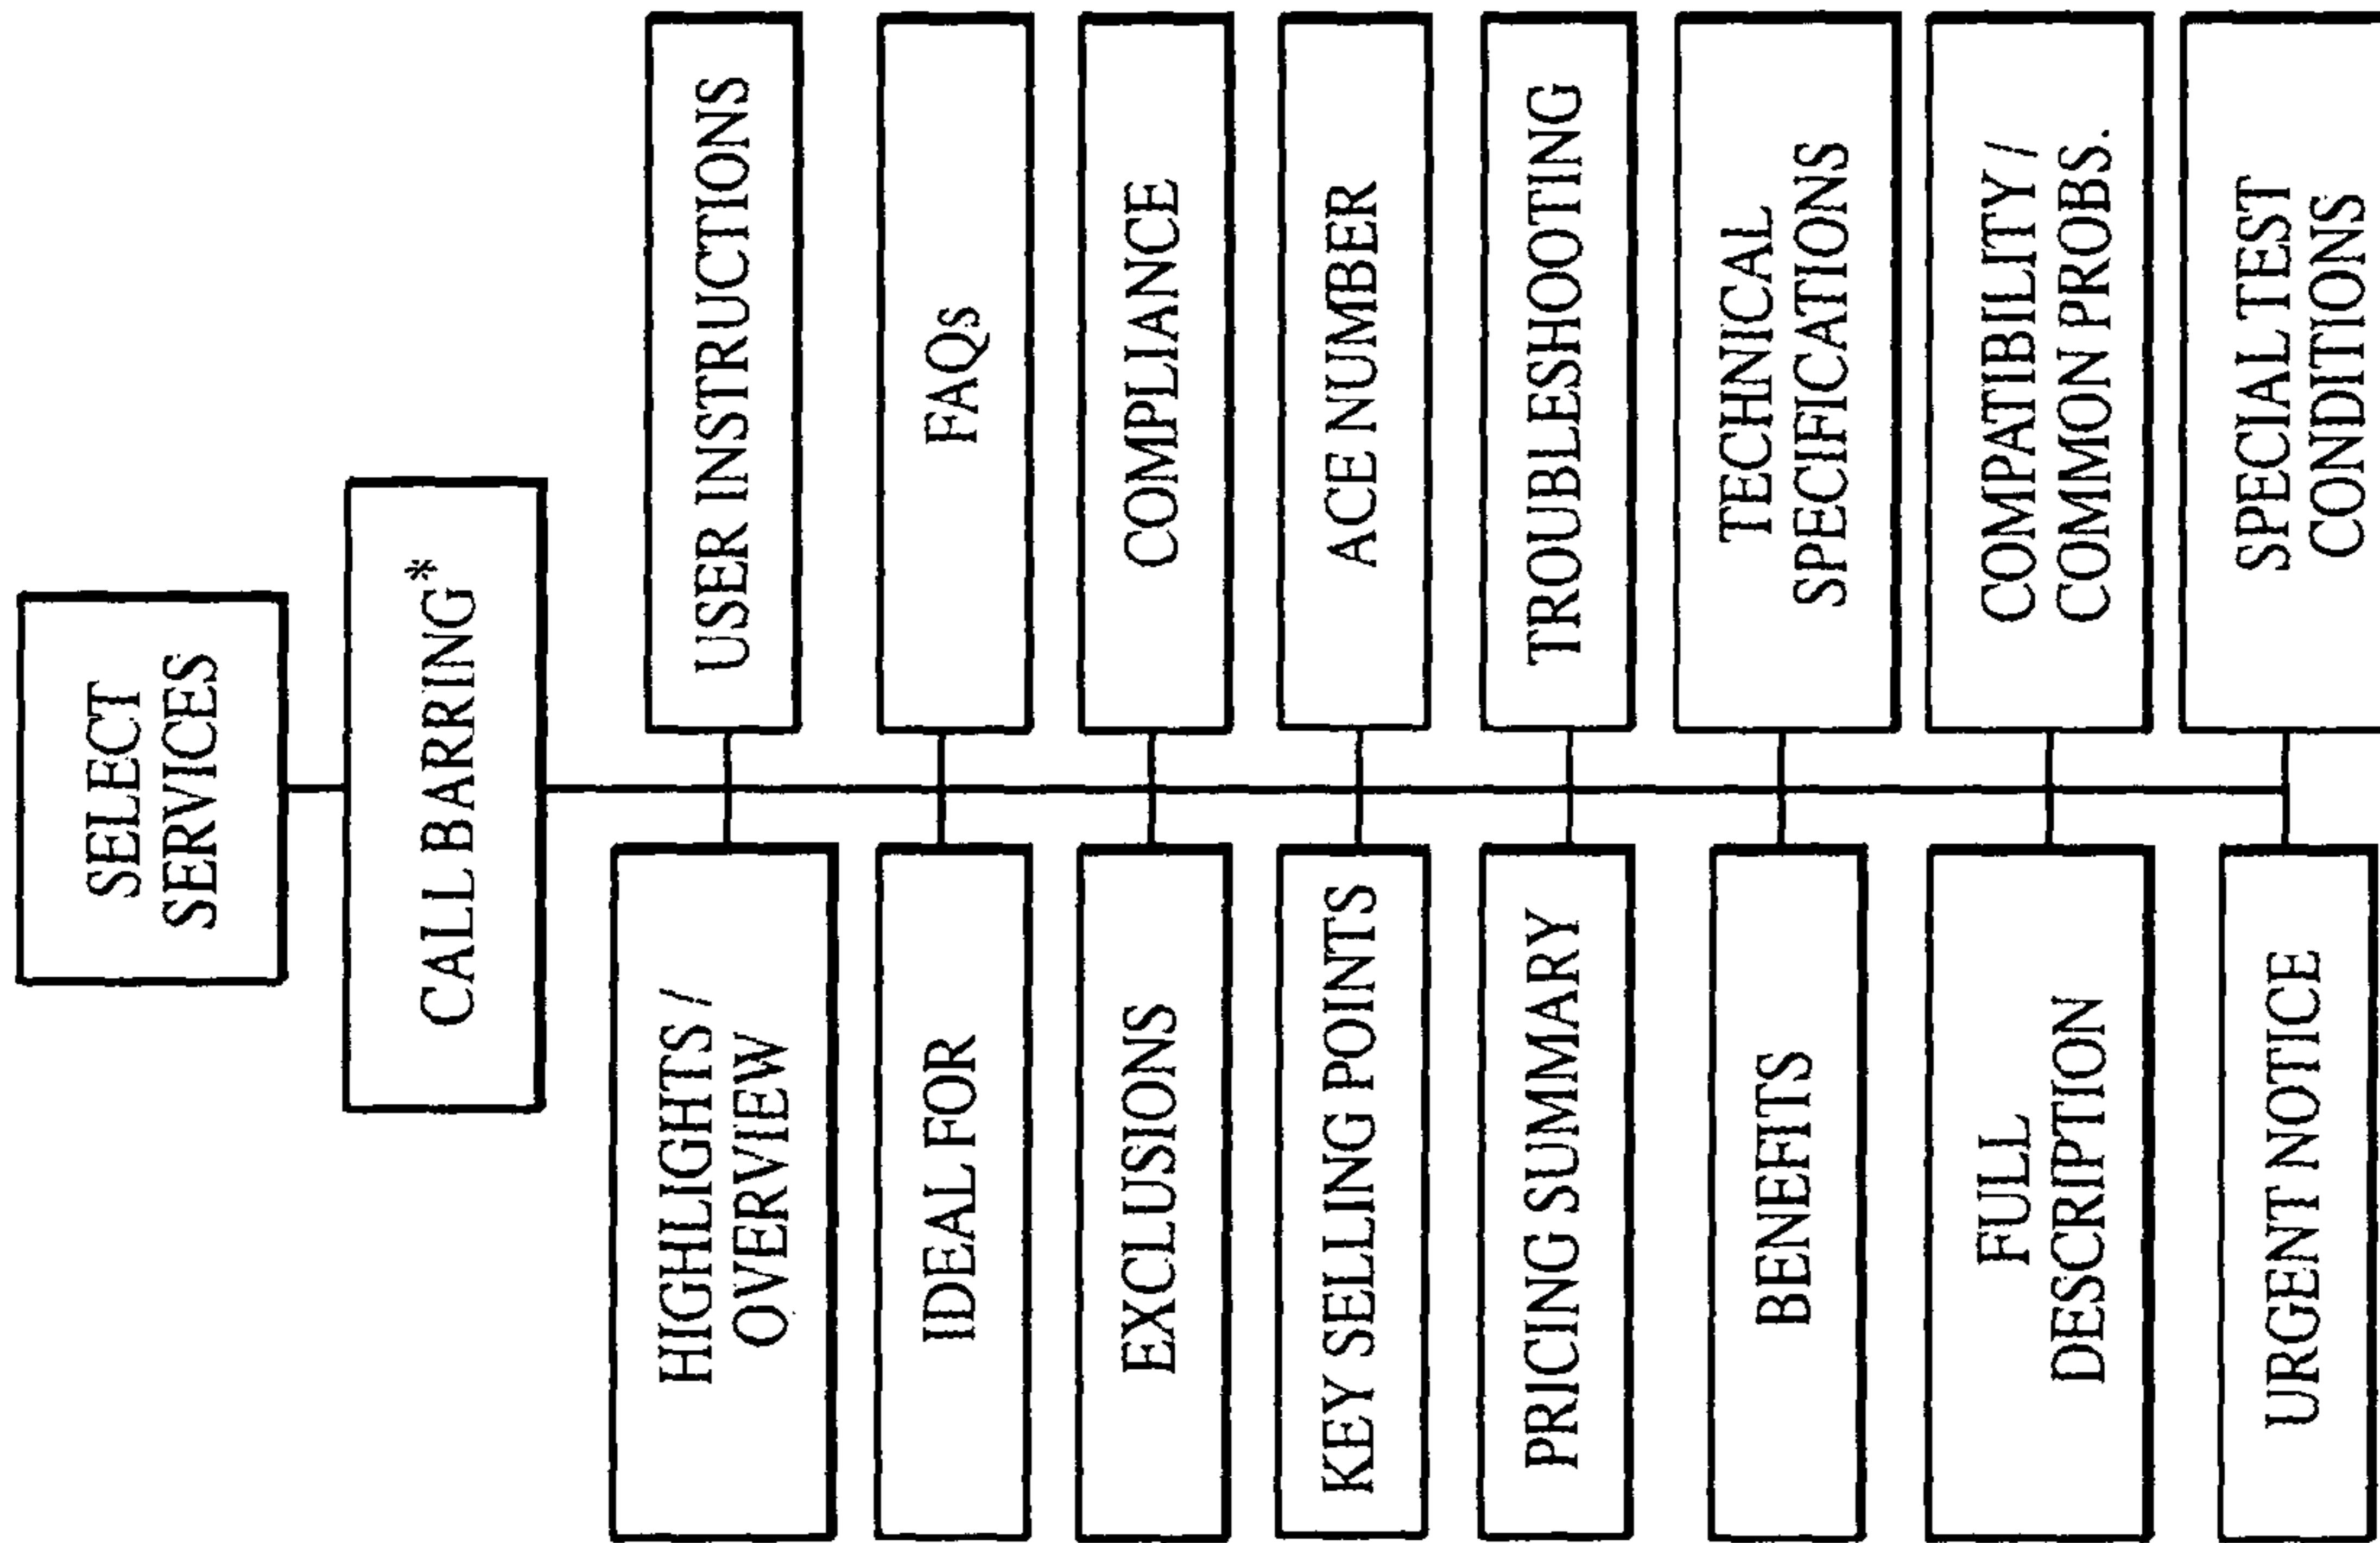 SELECT
SERVICES
CALL BARRING*
HIGHLIGHTS /
OVERVIEW
USER INSTRUCTIONS
IDEAL FOR
FAQs
EXCLUSIONS
COMPLIANCE
KEY SELLING POINTS
ACE NUMBER
PRICING SUMMARY
TROUBLESHOOTING
BENEFITS
TECHNICAL
SPECIFICATIONS
FULL
DESCRIPTION
COMPATIBILITY /
COMMON PROBS.
URGENT NOTICE
SPECIAL TEST
CONDITIONS